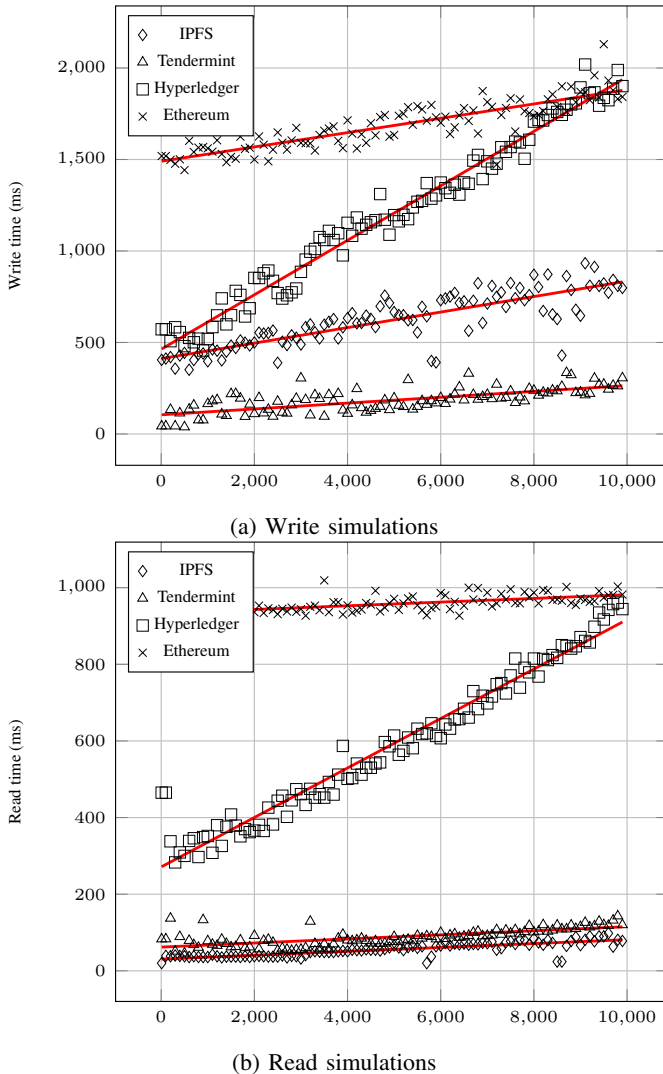 IPFS
Tendermint
Hyperledger
Ethereum
2,000
1,500
1,000
500
0
Write time (ms)
0 2,000 4,000 6,000 8,000 10,000
(a) Write simulations
IPFS
Tendermint
Hyperledger
Ethereum
1,000
800
600
400
200
0
Read time (ms)
0 2,000 4,000 6,000 8,000 10,000
(b) Read simulations